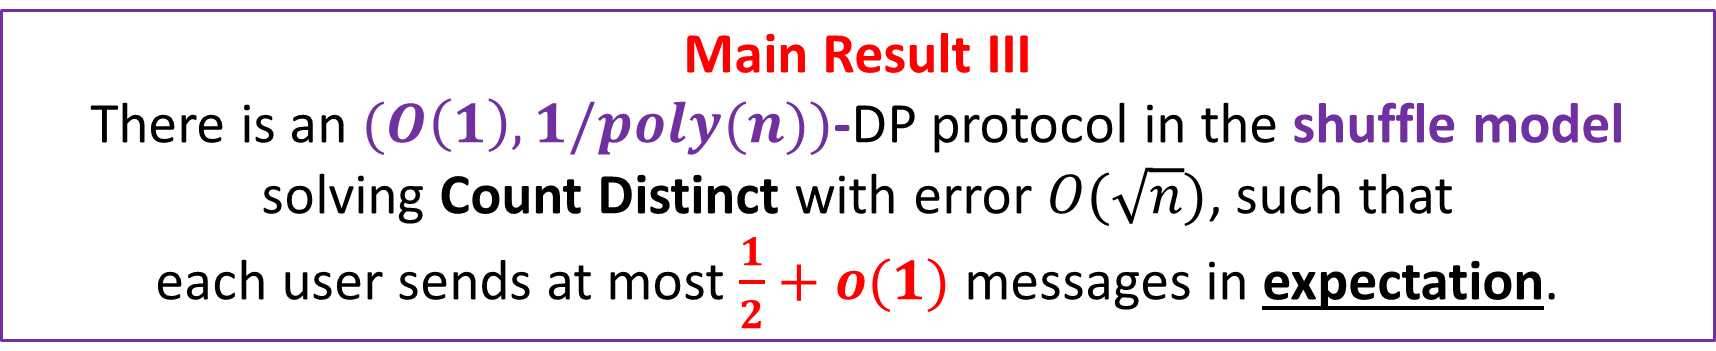 Main Result III
There is an (O(1), 1/poly(n))-DP protocol in the shuffle model
solving Count Distinct with error O(√n), such that
each user sends at most 1/2 + o(1) messages in expectation.